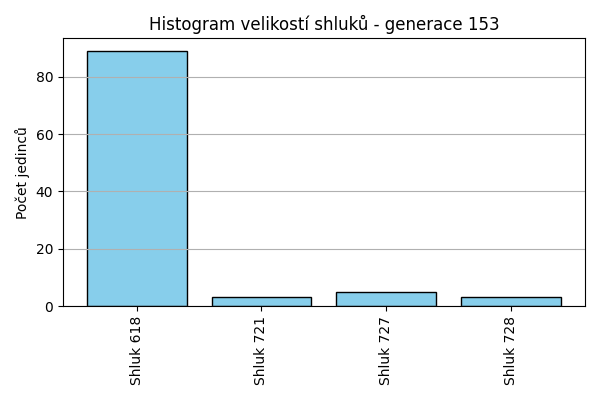 Histogram velikostí shluků - generace 153
Počet jedinců
80
60
40
20
0
Shluk 618
Shluk 721
Shluk 727
Shluk 728